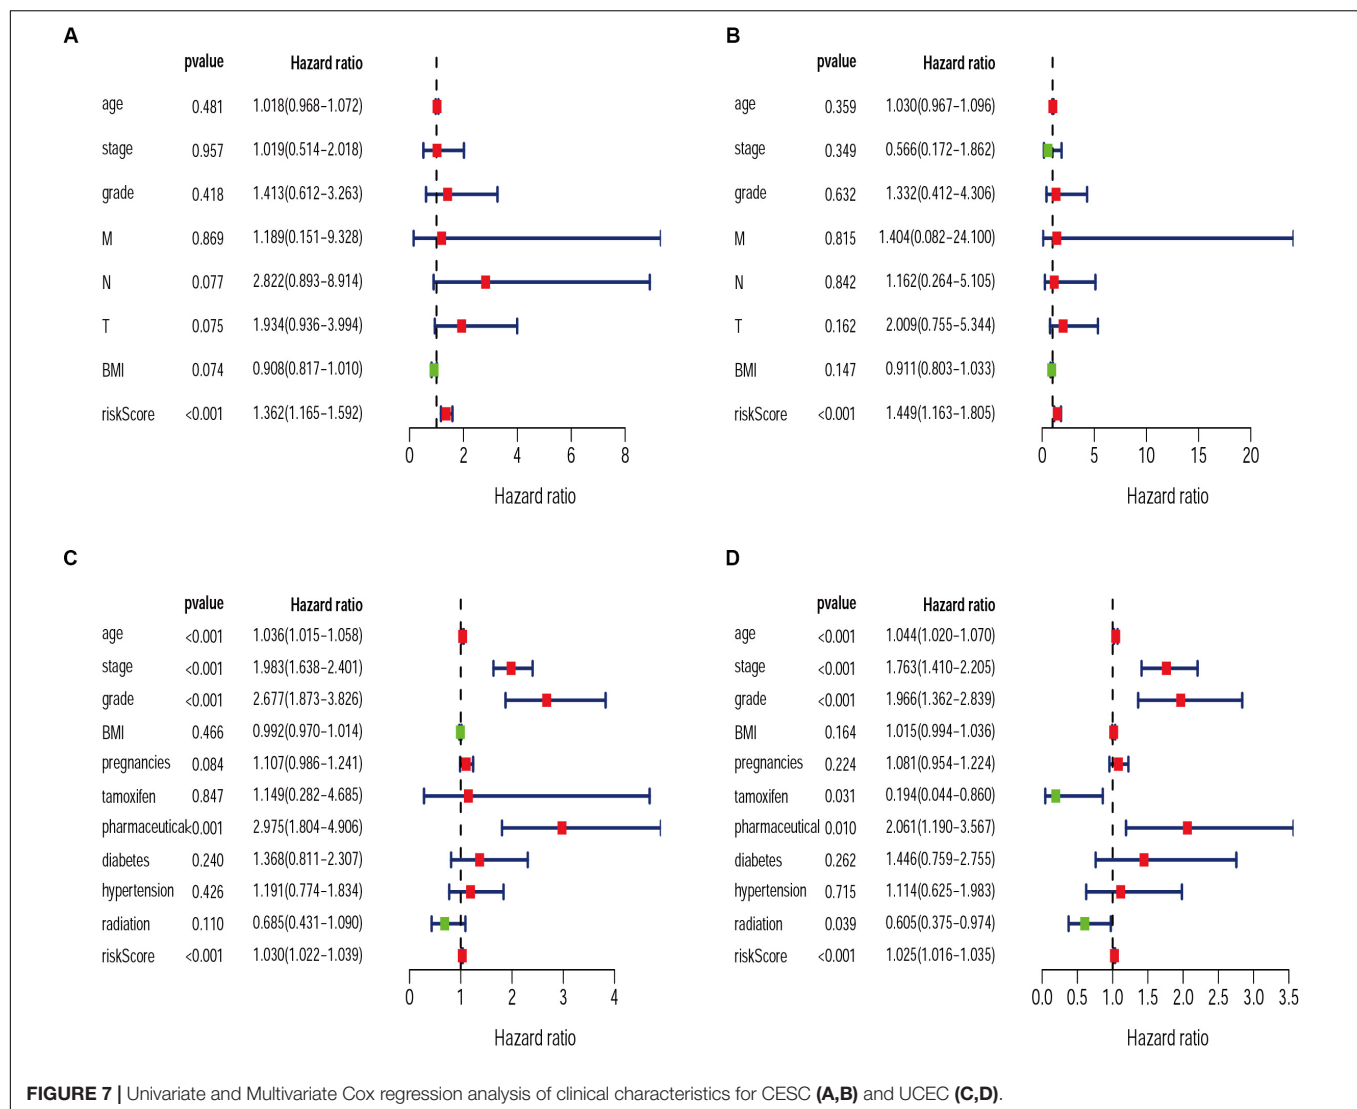 A
pvalue Hazard ratio
age 0.481 1.018(0.968−1.072)
stage 0.957 1.019(0.514−2.018)
grade 0.418 1.413(0.612−3.263)
M 0.869 1.189(0.151−9.328)
N 0.077 2.822(0.893−8.914)
T 0.075 1.934(0.936−3.994)
BMI 0.074 0.908(0.817−1.010)
riskScore <0.001 1.362(1.165−1.592)
0 2 4 6 8
Hazard ratio
B
pvalue Hazard ratio
age 0.359 1.030(0.967−1.096)
stage 0.349 0.566(0.172−1.862)
grade 0.632 1.332(0.412−4.306)
M 0.815 1.404(0.082−24.100)
N 0.842 1.162(0.264−5.105)
T 0.162 2.009(0.755−5.344)
BMI 0.147 0.911(0.803−1.033)
riskScore <0.001 1.449(1.163−1.805)
0 5 10 15 20
Hazard ratio
C
pvalue Hazard ratio
age <0.001 1.036(1.015−1.058)
stage <0.001 1.983(1.638−2.401)
grade <0.001 2.677(1.873−3.826)
BMI 0.466 0.992(0.970−1.014)
pregnancies 0.084 1.107(0.986−1.241)
tamoxifen 0.847 1.149(0.282−4.685)
pharmaceutical<0.001 2.975(1.804−4.906)
diabetes 0.240 1.368(0.811−2.307)
hypertension 0.426 1.191(0.774−1.834)
radiation 0.110 0.685(0.431−1.090)
riskScore <0.001 1.030(1.022−1.039)
0 1 2 3 4
Hazard ratio
D
pvalue Hazard ratio
age <0.001 1.044(1.020−1.070)
stage <0.001 1.763(1.410−2.205)
grade <0.001 1.966(1.362−2.839)
BMI 0.164 1.015(0.994−1.036)
pregnancies 0.224 1.081(0.954−1.224)
tamoxifen 0.031 0.194(0.044−0.860)
pharmaceutical 0.010 2.061(1.190−3.567)
diabetes 0.262 1.446(0.759−2.755)
hypertension 0.715 1.114(0.625−1.983)
radiation 0.039 0.605(0.375−0.974)
riskScore <0.001 1.025(1.016−1.035)
0.0 0.5 1.0 1.5 2.0 2.5 3.0 3.5
Hazard ratio
FIGURE 7 | Univariate and Multivariate Cox regression analysis of clinical characteristics for CESC (A,B) and UCEC (C,D).